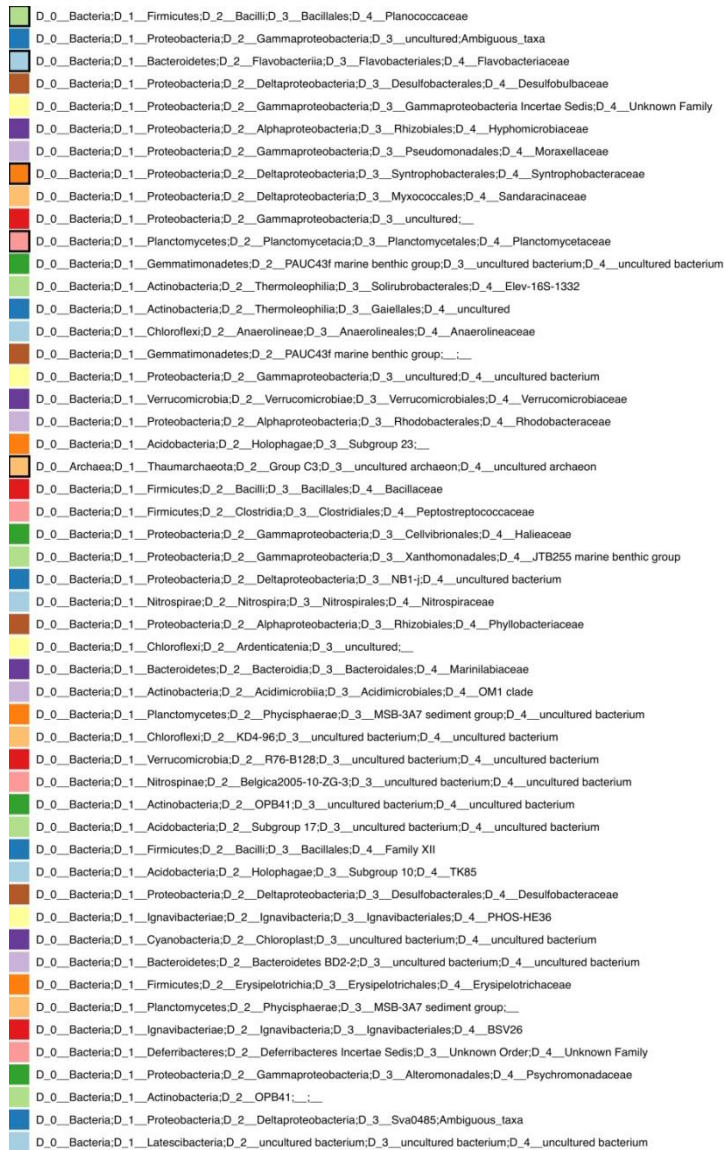 D_0__Bacteria;D_1__Firmicutes;D_2__Bacilli;D_3__Bacillales;D_4__Planococcaceae
D_0__Bacteria;D_1__Proteobacteria;D_2__Gammaproteobacteria;D_3__uncultured;Ambiguous_taxa
D_0__Bacteria;D_1__Bacteroidetes;D_2__Flavobacteriia;D_3__Flavobacteriales;D_4__Flavobacteriaceae
D_0__Bacteria;D_1__Proteobacteria;D_2__Deltaproteobacteria;D_3__Desulfobacterales;D_4__Desulfobulbaceae
D_0__Bacteria;D_1__Proteobacteria;D_2__Gammaproteobacteria;D_3__Gammaproteobacteria Incertae Sedis;D_4__Unknown Family
D_0__Bacteria;D_1__Proteobacteria;D_2__Alphaproteobacteria;D_3__Rhizobiales;D_4__Hyphomicrobiaceae
D_0__Bacteria;D_1__Proteobacteria;D_2__Gammaproteobacteria;D_3__Pseudomonadales;D_4__Moraxellaceae
D_0__Bacteria;D_1__Proteobacteria;D_2__Deltaproteobacteria;D_3__Syntrophobacterales;D_4__Syntrophobacteraceae
D_0__Bacteria;D_1__Proteobacteria;D_2__Deltaproteobacteria;D_3__Myxococcales;D_4__Sandaracinaceae
D_0__Bacteria;D_1__Proteobacteria;D_2__Gammaproteobacteria;D_3__uncultured;__
D_0__Bacteria;D_1__Planctomycetes;D_2__Planctomycetacia;D_3__Planctomycetales;D_4__Planctomycetaceae
D_0__Bacteria;D_1__Gemmatimonadetes;D_2__PAUC43f marine benthic group;D_3__uncultured bacterium;D_4__uncultured bacterium
D_0__Bacteria;D_1__Actinobacteria;D_2__Thermoleophilia;D_3__Solirubrobacterales;D_4__Elev-16S-1332
D_0__Bacteria;D_1__Actinobacteria;D_2__Thermoleophilia;D_3__Gaiellales;D_4__uncultured
D_0__Bacteria;D_1__Chloroflexi;D_2__Anaerolineae;D_3__Anaerolineales;D_4__Anaerolineaceae
D_0__Bacteria;D_1__Gemmatimonadetes;D_2__PAUC43f marine benthic group;__;__
D_0__Bacteria;D_1__Proteobacteria;D_2__Gammaproteobacteria;D_3__uncultured;D_4__uncultured bacterium
D_0__Bacteria;D_1__Verrucomicrobia;D_2__Verrucomicrobiae;D_3__Verrucomicrobiales;D_4__Verrucomicrobiaceae
D_0__Bacteria;D_1__Proteobacteria;D_2__Alphaproteobacteria;D_3__Rhodobacterales;D_4__Rhodobacteraceae
D_0__Bacteria;D_1__Acidobacteria;D_2__Holophagae;D_3__Subgroup 23;__
D_0__Archaea;D_1__Thaumarchaeota;D_2__Group C3;D_3__uncultured archaeon;D_4__uncultured archaeon
D_0__Bacteria;D_1__Firmicutes;D_2__Bacilli;D_3__Bacillales;D_4__Bacillaceae
D_0__Bacteria;D_1__Firmicutes;D_2__Clostridia;D_3__Clostridiales;D_4__Peptostreptococcaceae
D_0__Bacteria;D_1__Proteobacteria;D_2__Gammaproteobacteria;D_3__Cellvibrionales;D_4__Halieaceae
D_0__Bacteria;D_1__Proteobacteria;D_2__Gammaproteobacteria;D_3__Xanthomonadales;D_4__JTB255 marine benthic group
D_0__Bacteria;D_1__Proteobacteria;D_2__Deltaproteobacteria;D_3__NB1-j;D_4__uncultured bacterium
D_0__Bacteria;D_1__Nitrospirae;D_2__Nitrospira;D_3__Nitrospirales;D_4__Nitrospiraceae
D_0__Bacteria;D_1__Proteobacteria;D_2__Alphaproteobacteria;D_3__Rhizobiales;D_4__Phyllobacteriaceae
D_0__Bacteria;D_1__Chloroflexi;D_2__Ardenticatenia;D_3__uncultured;__
D_0__Bacteria;D_1__Bacteroidetes;D_2__Bacteroidia;D_3__Bacteroidales;D_4__Marinilabiaceae
D_0__Bacteria;D_1__Actinobacteria;D_2__Acidimicrobiia;D_3__Acidimicrobiales;D_4__OM1 clade
D_0__Bacteria;D_1__Planctomycetes;D_2__Phycisphaerae;D_3__MSB-3A7 sediment group;D_4__uncultured bacterium
D_0__Bacteria;D_1__Chloroflexi;D_2__KD4-96;D_3__uncultured bacterium;D_4__uncultured bacterium
D_0__Bacteria;D_1__Verrucomicrobia;D_2__R76-B128;D_3__uncultured bacterium;D_4__uncultured bacterium
D_0__Bacteria;D_1__Nitrospinae;D_2__Belgica2005-10-ZG-3;D_3__uncultured bacterium;D_4__uncultured bacterium
D_0__Bacteria;D_1__Actinobacteria;D_2__OPB41;D_3__uncultured bacterium;D_4__uncultured bacterium
D_0__Bacteria;D_1__Acidobacteria;D_2__Subgroup 17;D_3__uncultured bacterium;D_4__uncultured bacterium
D_0__Bacteria;D_1__Firmicutes;D_2__Bacilli;D_3__Bacillales;D_4__Family XII
D_0__Bacteria;D_1__Acidobacteria;D_2__Holophagae;D_3__Subgroup 10;D_4__TK85
D_0__Bacteria;D_1__Proteobacteria;D_2__Deltaproteobacteria;D_3__Desulfobacterales;D_4__Desulfobacteraceae
D_0__Bacteria;D_1__Ignavibacteriae;D_2__Ignavibacteria;D_3__Ignavibacteriales;D_4__PHOS-HE36
D_0__Bacteria;D_1__Cyanobacteria;D_2__Chloroplast;D_3__uncultured bacterium;D_4__uncultured bacterium
D_0__Bacteria;D_1__Bacteroidetes;D_2__Bacteroidetes BD2-2;D_3__uncultured bacterium;D_4__uncultured bacterium
D_0__Bacteria;D_1__Firmicutes;D_2__Erysipelotrichia;D_3__Erysipelotrichales;D_4__Erysipelotrichaceae
D_0__Bacteria;D_1__Planctomycetes;D_2__Phycisphaerae;D_3__MSB-3A7 sediment group;__
D_0__Bacteria;D_1__Ignavibacteriae;D_2__Ignavibacteria;D_3__Ignavibacteriales;D_4__BSV26
D_0__Bacteria;D_1__Deferribacteres;D_2__Deferribacteres Incertae Sedis;D_3__Unknown Order;D_4__Unknown Family
D_0__Bacteria;D_1__Proteobacteria;D_2__Gammaproteobacteria;D_3__Alteromonadales;D_4__Psychromonadaceae
D_0__Bacteria;D_1__Actinobacteria;D_2__OPB41;__;__
D_0__Bacteria;D_1__Proteobacteria;D_2__Deltaproteobacteria;D_3__Sva0485;Ambiguous_taxa
D_0__Bacteria;D_1__Latescibacteria;D_2__uncultured bacterium;D_3__uncultured bacterium;D_4__uncultured bacterium